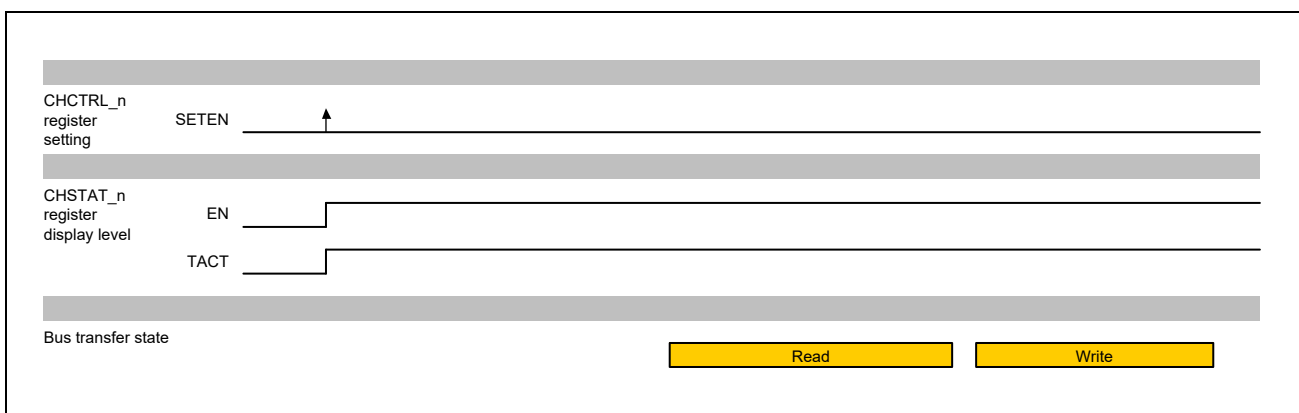 CHCTRL_n
register
setting
SETEN
CHSTAT_n
register
display level
EN
TACT
Bus transfer state
Read
Write